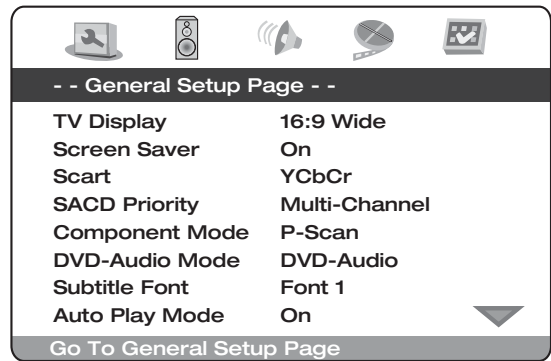 - - General Setup Page - -
TV Display 16:9 Wide
Screen Saver On
Scart YCbCr
SACD Priority Multi-Channel
Component Mode P-Scan
DVD-Audio Mode DVD-Audio
Subtitle Font Font 1
Auto Play Mode On
Go To General Setup Page